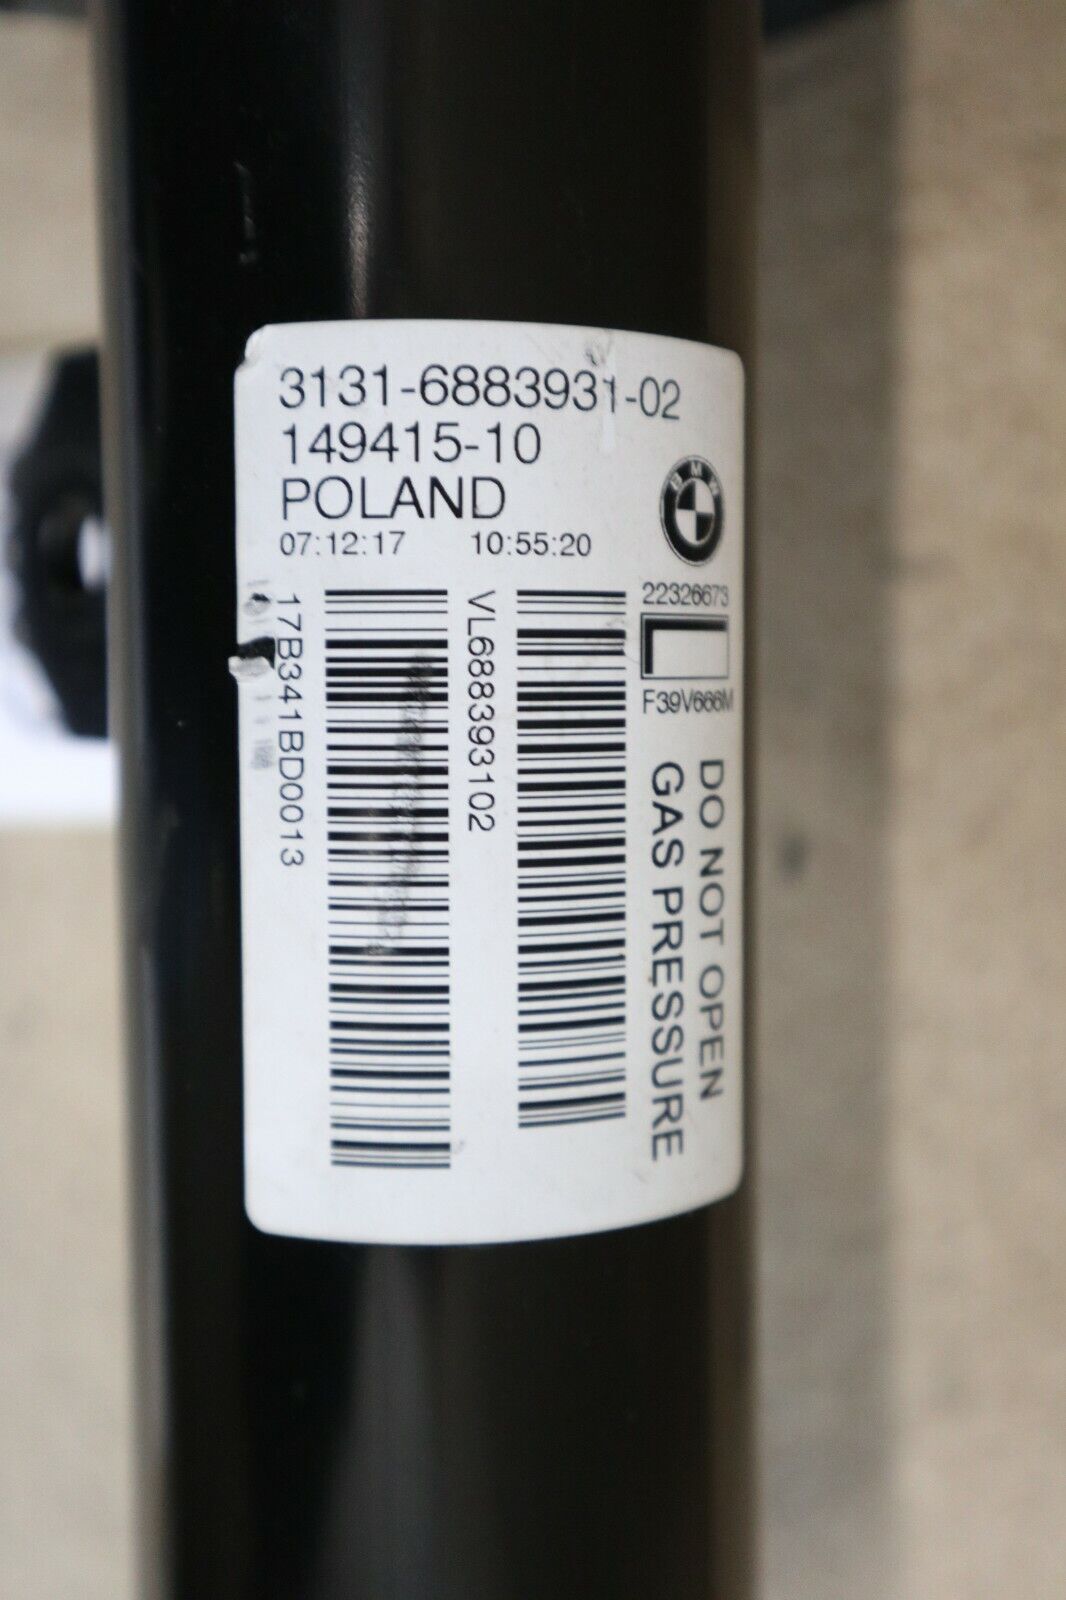 3131-6883931-02
149415-10
POLAND
07:12:17 10:55:20
BMW
22326673
F39V666M
17B341BD0013
VL688393102
DO NOT OPEN
GAS PRESSURE